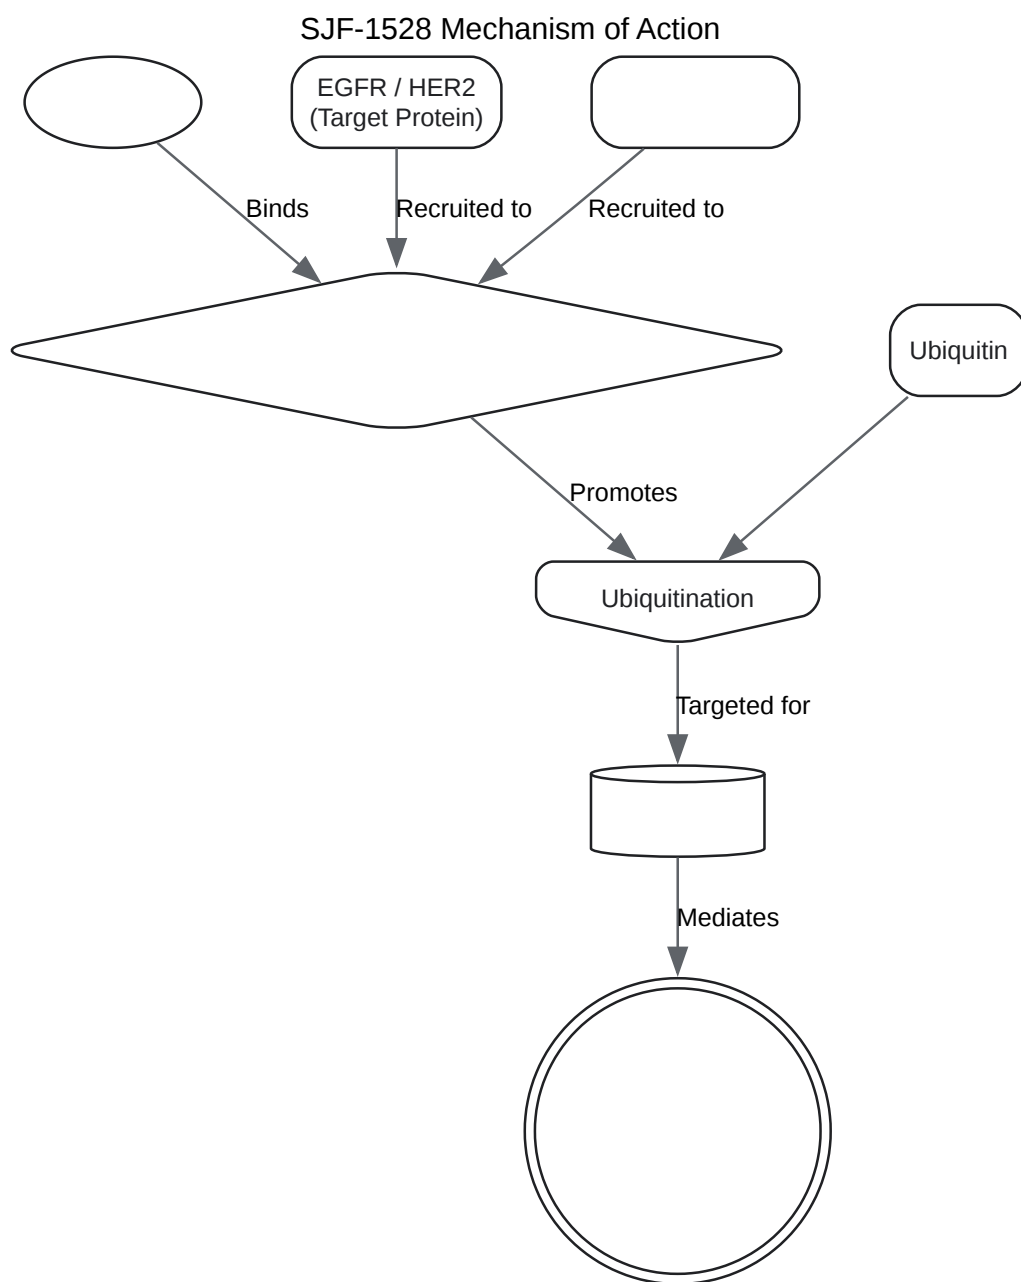 SJF-1528 Mechanism of Action
EGFR / HER2
(Target Protein)
Binds
Recruited to
Recruited to
Ubiquitin
Promotes
Ubiquitination
Targeted for
Mediates